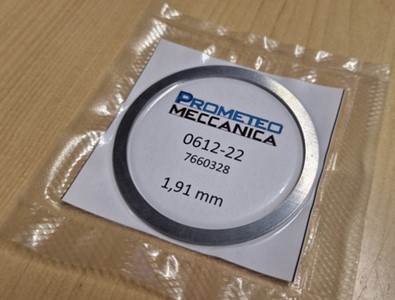 PROMETEO
MECCANICA
0612-22
7660328
1,91 mm